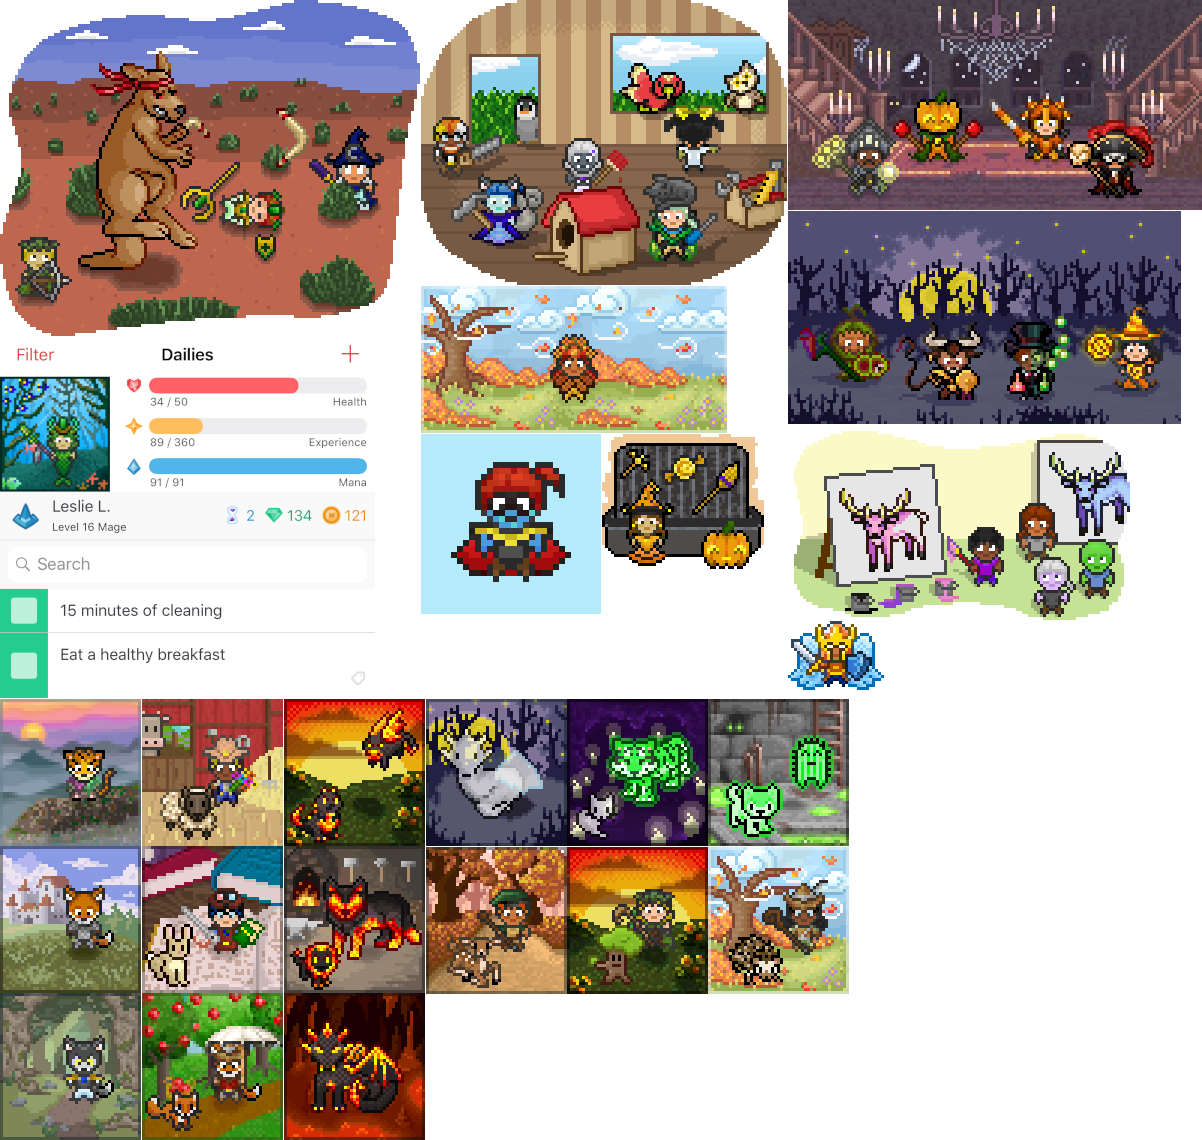 Filter
Dailies
34 / 50
Health
89 / 360
Experience
91 / 91
Mana
Leslie L.
Level 16 Mage
2
134
121
Search
15 minutes of cleaning
Eat a healthy breakfast